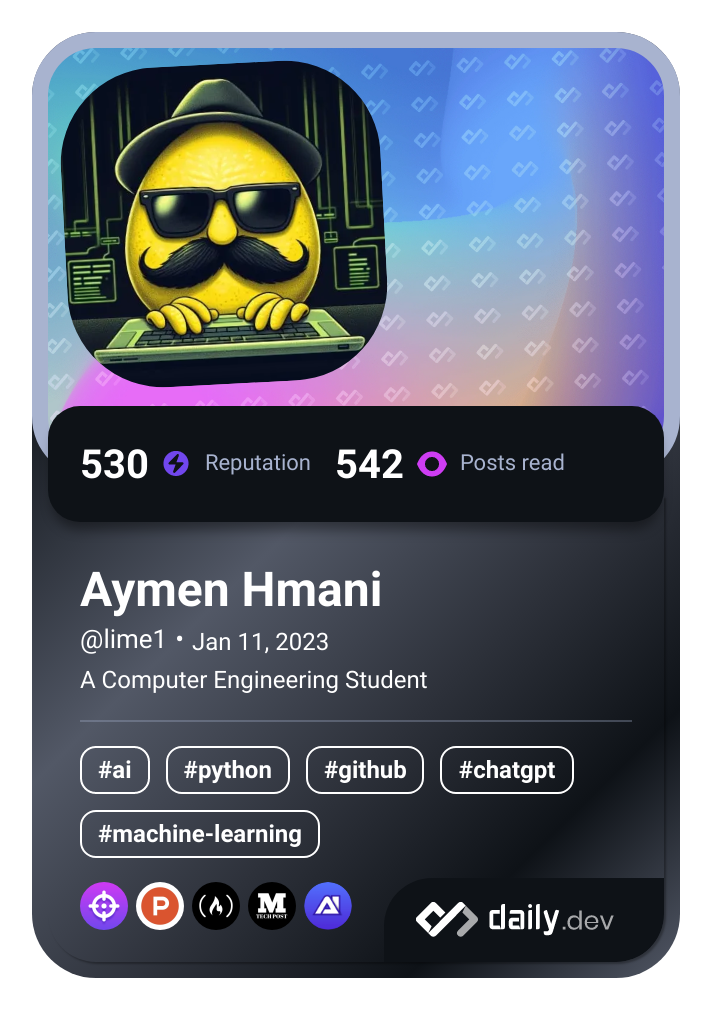 530 Reputation 542 Posts read
Aymen Hmani
@lime1 • Jan 11, 2023
A Computer Engineering Student
#ai #python #github #chatgpt
#machine-learning
P M TECH POST AI daily.dev